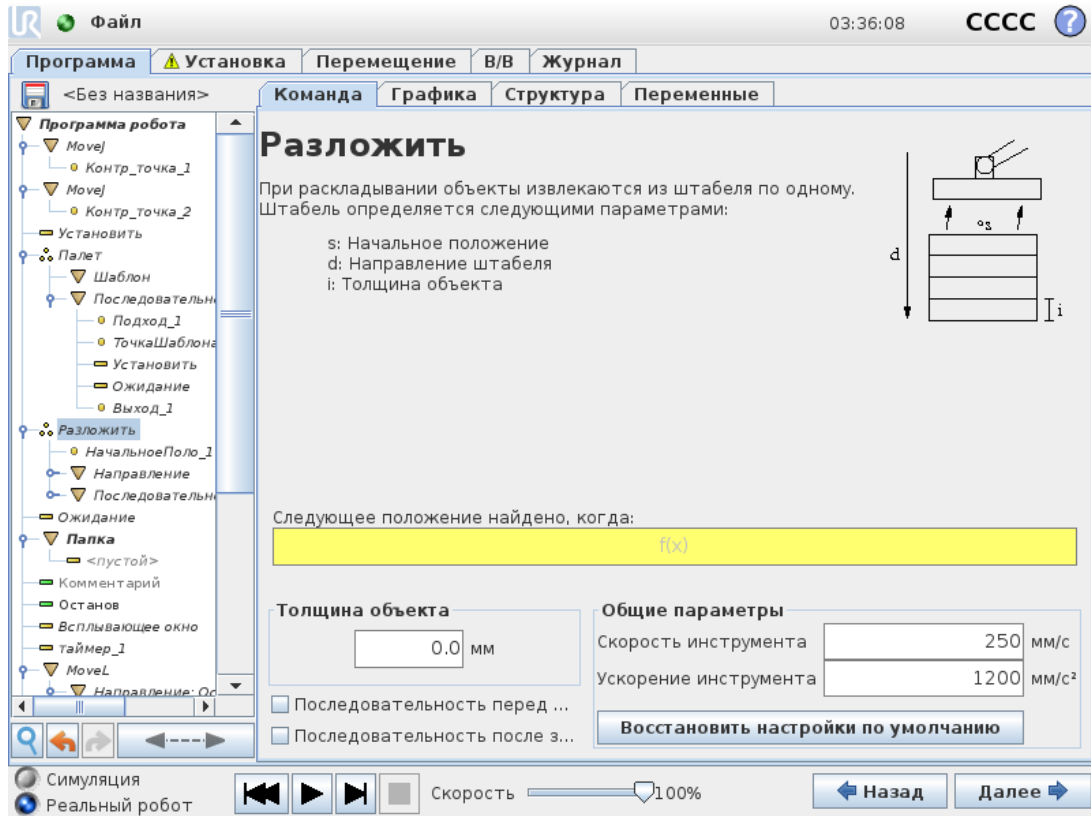 UR
Файл
03:36:08
CCCC
?
Программа
Установка
Перемещение
В/В
Журнал
<Без названия>
Команда
Графика
Структура
Переменные
Программа робота
MoveJ
Контр_точка_1
MoveJ
Контр_точка_2
Установить
Палет
Шаблон
Последовательн
Подход_1
ТочкаШаблона
Установить
Ожидание
Выход_1
Разложить
НачальноеПоло_1
Направление
Последовательн
Ожидание
Папка
<пустой>
Комментарий
Останов
Всплывающее окно
таймер_1
MoveL
Направление: Ос
Разложить
При раскладывании объекты извлекаются из штабеля по одному.
Штабель определяется следующими параметрами:
s: Начальное положение
d: Направление штабеля
i: Толщина объекта
s
d
i
Следующее положение найдено, когда:
f(x)
Толщина объекта
0.0 мм
Последовательность перед ...
Последовательность после з...
Общие параметры
Скорость инструмента 250 мм/с
Ускорение инструмента 1200 мм/с²
Восстановить настройки по умолчанию
Симуляция
Реальный робот
Скорость 100%
Назад
Далее